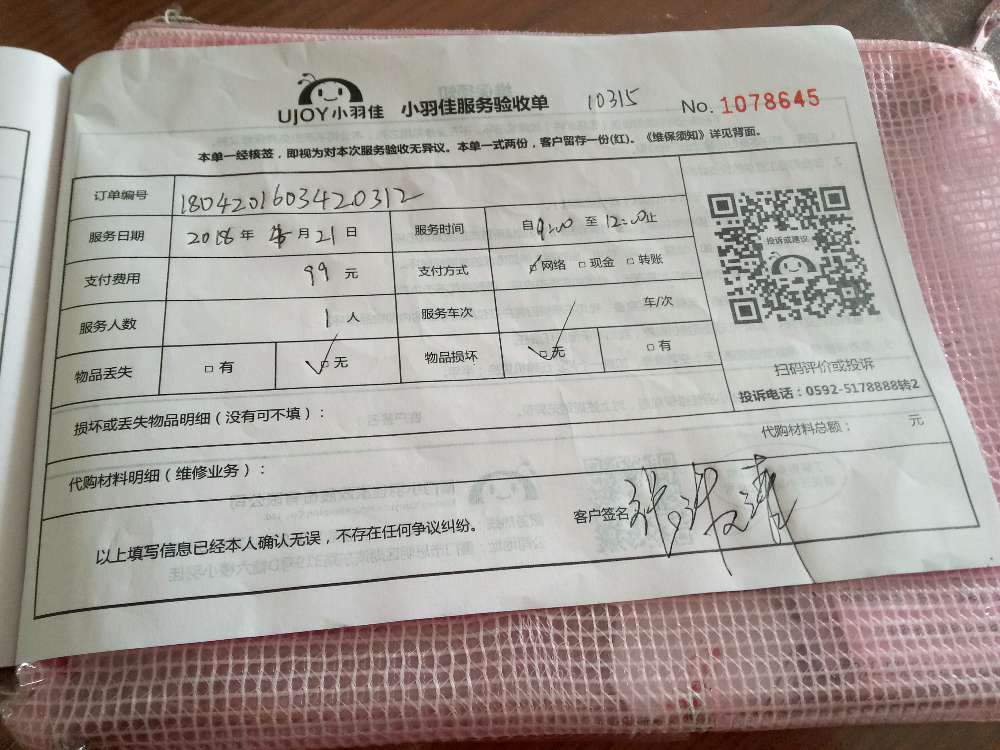 UJOY小羽佳 小羽佳服务验收单 10315 No. 1078645
本单一经核签，即视为对本次服务验收无异议。本单一式两份，客户留存一份(红)。《维保须知》详见背面。
订单编号 1804201603420312
服务日期 2018年 月21日 服务时间 自9:00至12:00止
支付费用 99元 支付方式 ☑网络 □现金 □转账
服务人数 1人 服务车次 车/次
物品丢失 □有 ☑无 物品损坏 ☑无 □有
投诉或建议
扫码评价或投诉
投诉电话：0592-5178888转2
损坏或丢失物品明细（没有可不填）：
代购材料总额： 元
代购材料明细（维修业务）：
客户签名
以上填写信息已经本人确认无误，不存在任何争议纠纷。